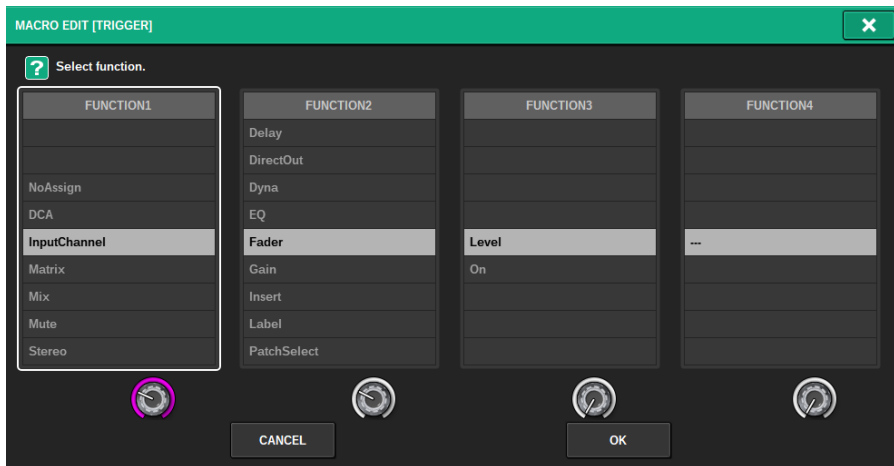 MACRO EDIT [TRIGGER]
? Select function.
FUNCTION1
NoAssign
DCA
InputChannel
Matrix
Mix
Mute
Stereo
FUNCTION2
Delay
DirectOut
Dyna
EQ
Fader
Gain
Insert
Label
PatchSelect
FUNCTION3
Level
On
FUNCTION4
---
CANCEL
OK